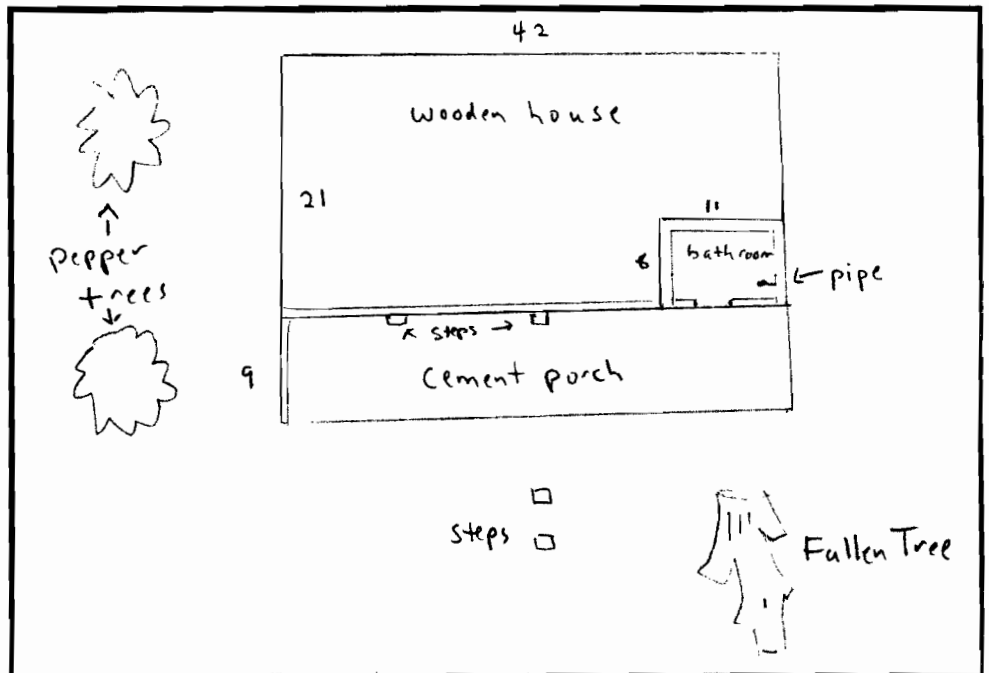 42
wooden house
21
11
bathroom
8
pipe
pepper
trees
steps
9
Cement porch
steps
Fallen Tree